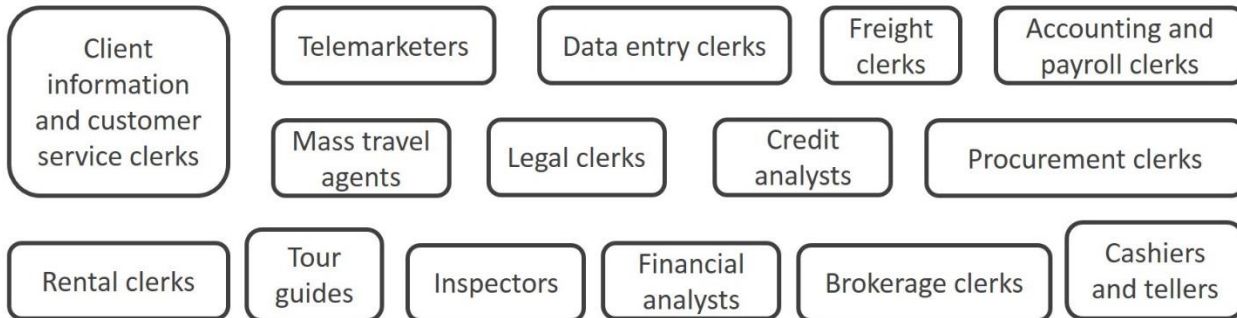 Client
information
and customer
service clerks
Telemarketers
Data entry clerks
Freight
clerks
Accounting and
payroll clerks
Mass travel
agents
Legal clerks
Credit
analysts
Procurement clerks
Rental clerks
Tour
guides
Inspectors
Financial
analysts
Brokerage clerks
Cashiers
and tellers